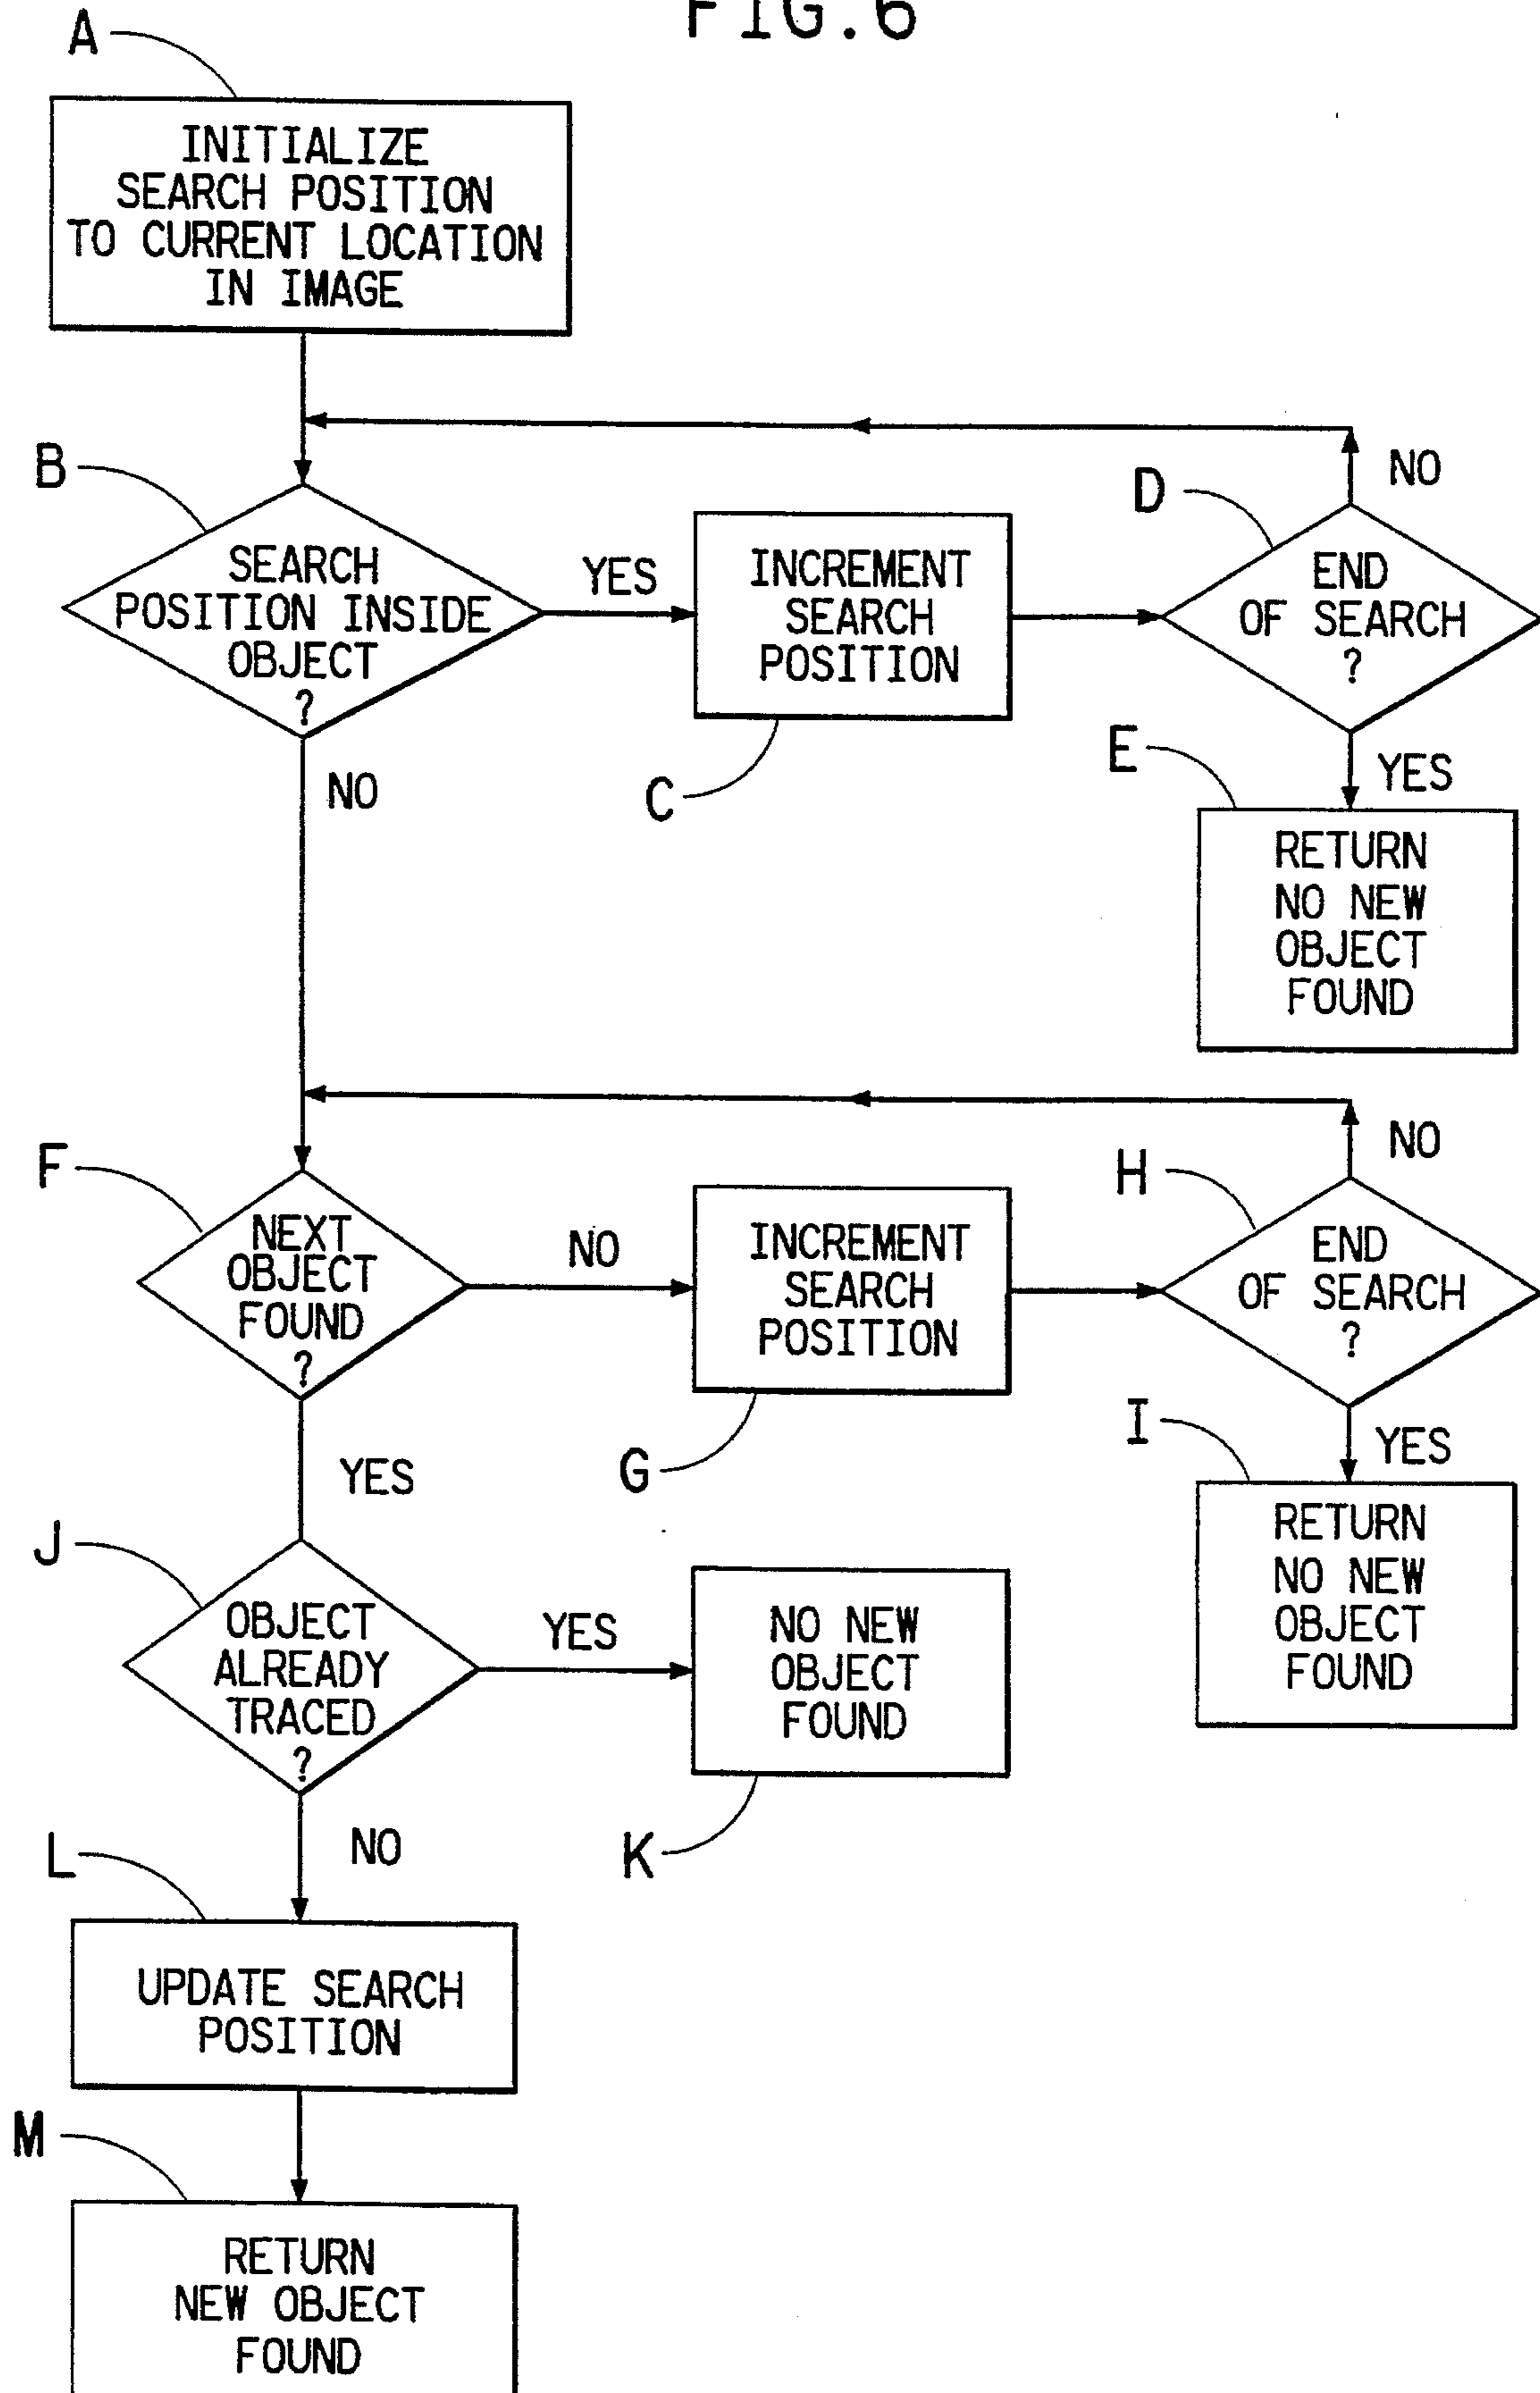 FIG.6
A
INITIALIZE
SEARCH POSITION
TO CURRENT LOCATION
IN IMAGE
B
SEARCH
POSITION INSIDE
OBJECT
?
YES
NO
INCREMENT
SEARCH
POSITION
C
D
END
OF SEARCH
?
NO
YES
E
RETURN
NO NEW
OBJECT
FOUND
F
NEXT
OBJECT
FOUND
?
NO
YES
INCREMENT
SEARCH
POSITION
G
H
END
OF SEARCH
?
NO
YES
I
RETURN
NO NEW
OBJECT
FOUND
J
OBJECT
ALREADY
TRACED
?
YES
NO
NO NEW
OBJECT
FOUND
K
L
UPDATE SEARCH
POSITION
M
RETURN
NEW OBJECT
FOUND